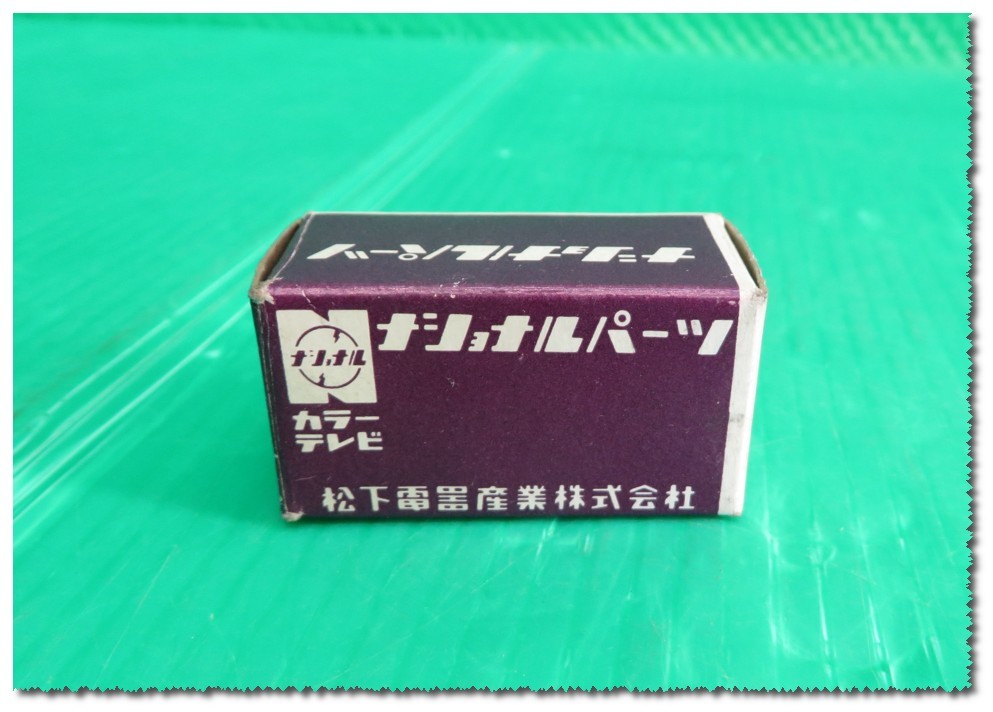 ナショナルパーツ
ナショナルパーツ
ナショナル
カラー
テレビ
松下電器産業株式会社